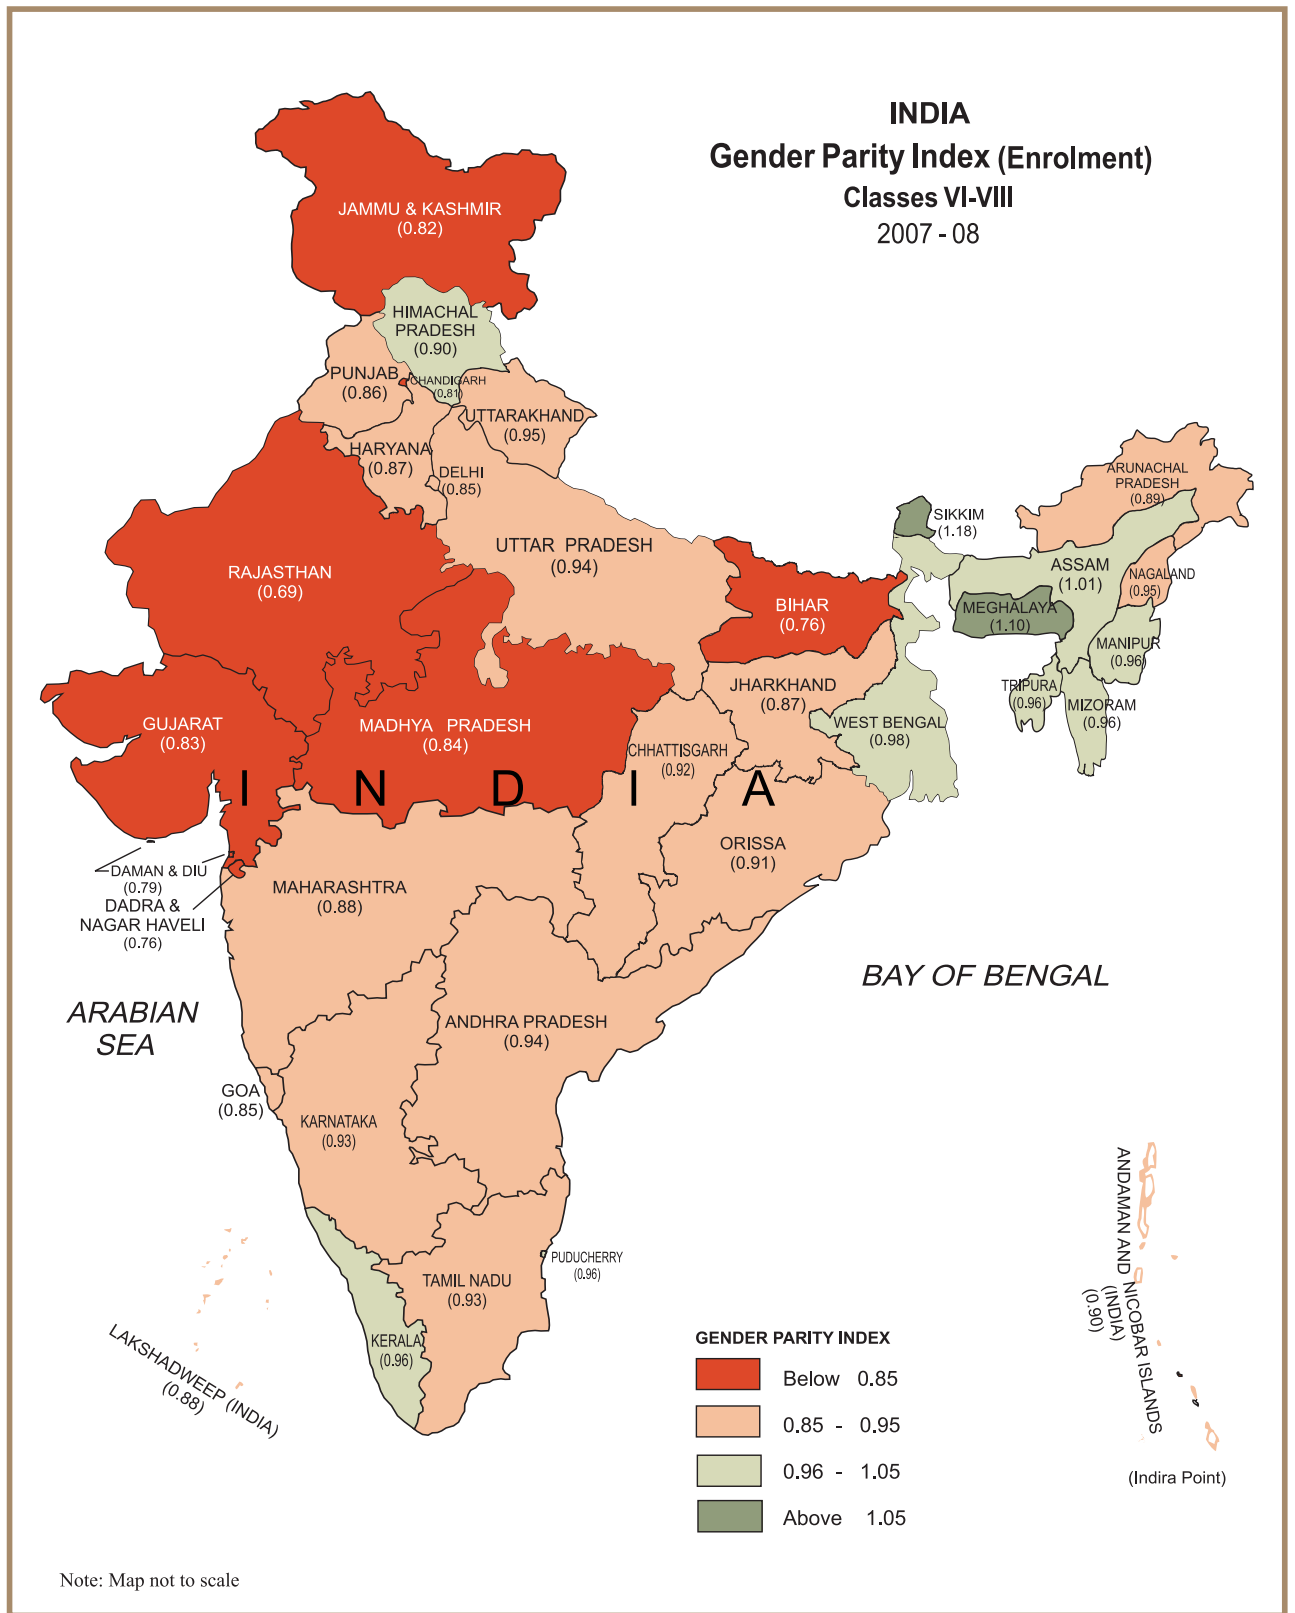 INDIA
Gender Parity Index (Enrolment)
Classes VI-VIII
2007 - 08
JAMMU & KASHMIR
(0.82)
HIMACHAL
PRADESH
(0.90)
PUNJAB
(0.86)
CHANDIGARH
(0.81)
UTTARAKHAND
(0.95)
HARYANA
(0.87)
DELHI
(0.85)
RAJASTHAN
(0.69)
UTTAR PRADESH
(0.94)
BIHAR
(0.76)
SIKKIM
(1.18)
ARUNACHAL
PRADESH
(0.89)
ASSAM
(1.01)
NAGALAND
(0.95)
MEGHALAYA
(1.10)
MANIPUR
(0.96)
TRIPURA
(0.96)
MIZORAM
(0.96)
JHARKHAND
(0.87)
WEST BENGAL
(0.98)
GUJARAT
(0.83)
MADHYA PRADESH
(0.84)
CHHATTISGARH
(0.92)
I N D I A
ORISSA
(0.91)
DAMAN & DIU
(0.79)
DADRA &
NAGAR HAVELI
(0.76)
MAHARASHTRA
(0.88)
ARABIAN
SEA
BAY OF BENGAL
ANDHRA PRADESH
(0.94)
GOA
(0.85)
KARNATAKA
(0.93)
PUDUCHERRY
(0.96)
TAMIL NADU
(0.93)
KERALA
(0.96)
LAKSHADWEEP (INDIA)
(0.88)
ANDAMAN AND NICOBAR ISLANDS
(INDIA)
(0.90)
(Indira Point)
GENDER PARITY INDEX
Below 0.85
0.85 - 0.95
0.96 - 1.05
Above 1.05
Note: Map not to scale